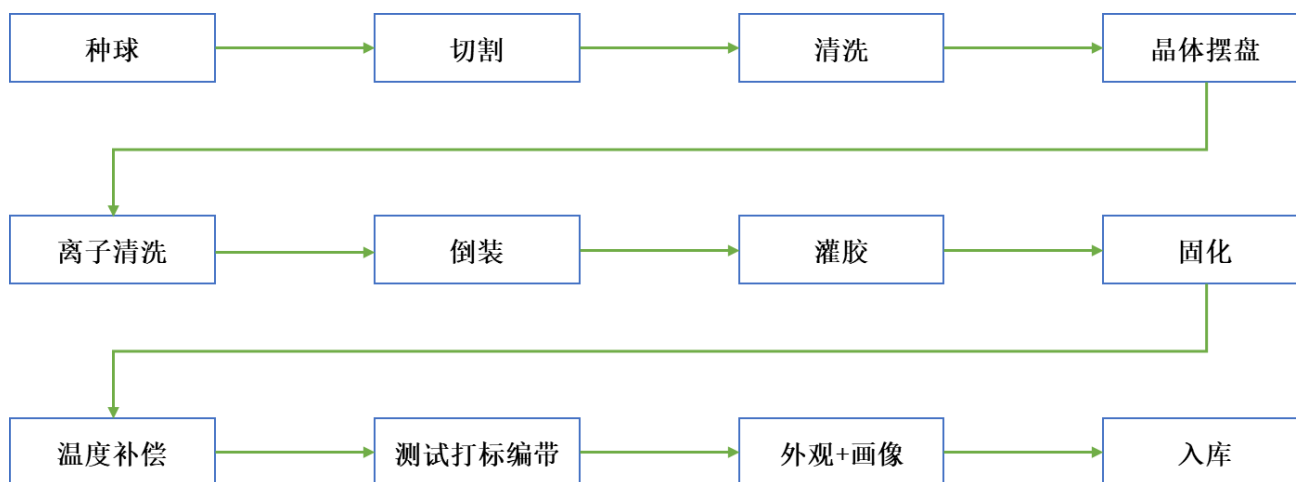 种球
切割
清洗
晶体摆盘
离子清洗
倒装
灌胶
固化
温度补偿
测试打标编带
外观+画像
入库